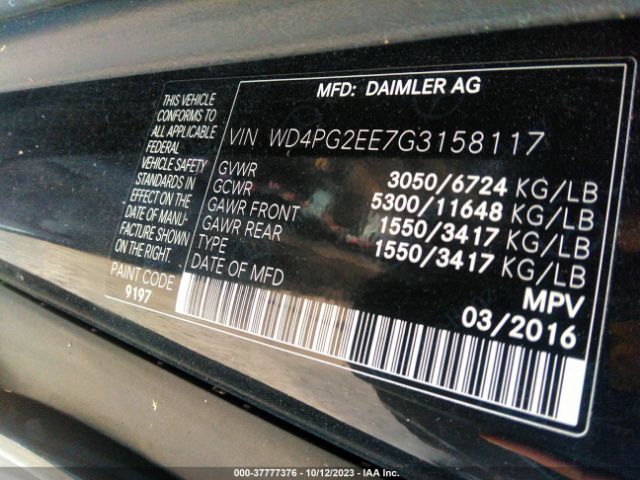 MFD: DAIMLER AG
THIS VEHICLE
CONFORMS TO
ALL APPLICABLE
FEDERAL
VEHICLE SAFETY
STANDARDS IN
EFFECT ON THE
DATE OF MANU-
FACTURE SHOWN
ON THE RIGHT.
PAINT CODE
9197
VIN WD4PG2EE7G3158117
GVWR 3050/6724 KG/LB
GCWR 5300/11648 KG/LB
GAWR FRONT 1550/3417 KG/LB
GAWR REAR 1550/3417 KG/LB
TYPE MPV
DATE OF MFD 03/2016
000-37777376 | 10/12/2023 | IAA Inc.